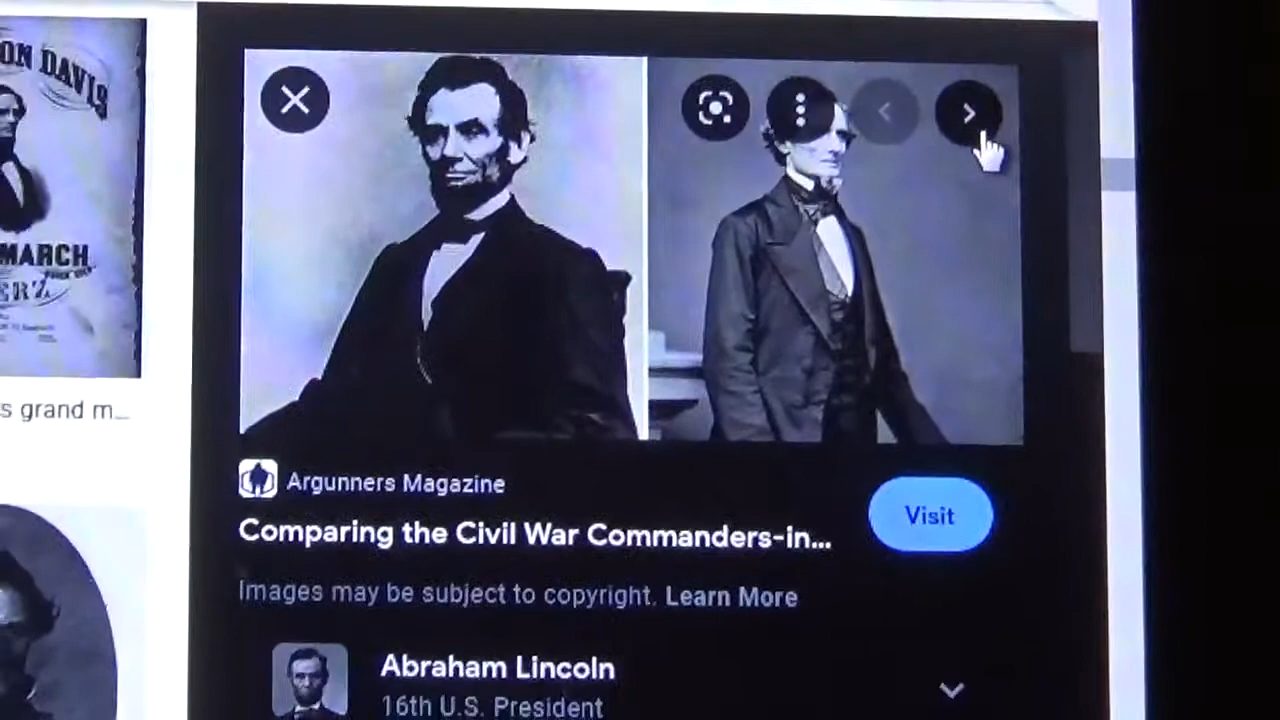 ON DAVIS
MARCH
ERZ
s grand m...
Argunners Magazine
Comparing the Civil War Commanders-in...
Visit
Images may be subject to copyright. Learn More
Abraham Lincoln
16th U.S. President